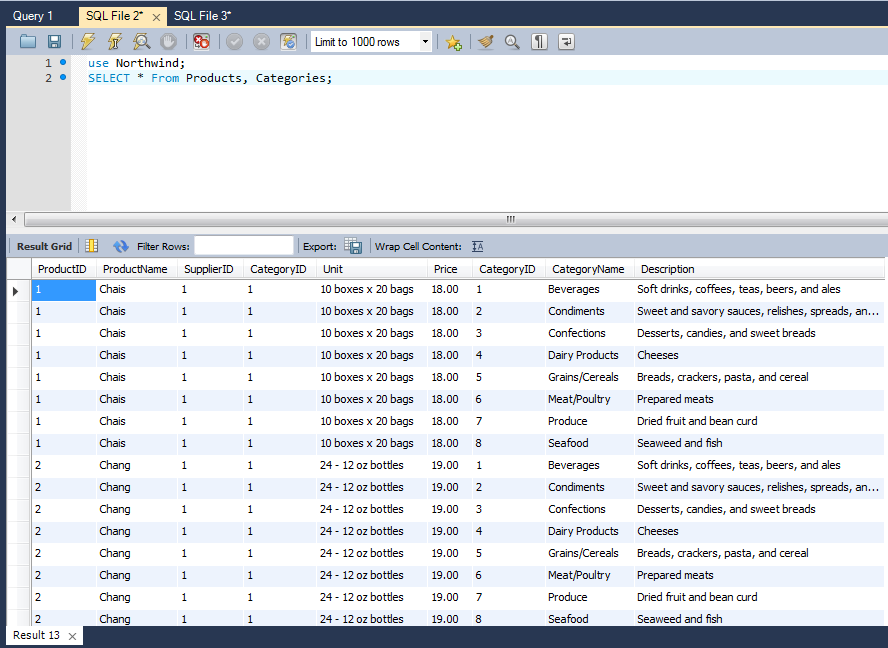 Query 1 SQL File 2* SQL File 3*
Limit to 1000 rows
1 use Northwind;
2 SELECT * From Products, Categories;
Result Grid Filter Rows: Export: Wrap Cell Content: IA
ProductID ProductName SupplierID CategoryID Unit Price CategoryID CategoryName Description
1 Chais 1 1 10 boxes x 20 bags 18.00 1 Beverages Soft drinks, coffees, teas, beers, and ales
1 Chais 1 1 10 boxes x 20 bags 18.00 2 Condiments Sweet and savory sauces, relishes, spreads, an...
1 Chais 1 1 10 boxes x 20 bags 18.00 3 Confections Desserts, candies, and sweet breads
1 Chais 1 1 10 boxes x 20 bags 18.00 4 Dairy Products Cheeses
1 Chais 1 1 10 boxes x 20 bags 18.00 5 Grains/Cereals Breads, crackers, pasta, and cereal
1 Chais 1 1 10 boxes x 20 bags 18.00 6 Meat/Poultry Prepared meats
1 Chais 1 1 10 boxes x 20 bags 18.00 7 Produce Dried fruit and bean curd
1 Chais 1 1 10 boxes x 20 bags 18.00 8 Seafood Seaweed and fish
2 Chang 1 1 24 - 12 oz bottles 19.00 1 Beverages Soft drinks, coffees, teas, beers, and ales
2 Chang 1 1 24 - 12 oz bottles 19.00 2 Condiments Sweet and savory sauces, relishes, spreads, an...
2 Chang 1 1 24 - 12 oz bottles 19.00 3 Confections Desserts, candies, and sweet breads
2 Chang 1 1 24 - 12 oz bottles 19.00 4 Dairy Products Cheeses
2 Chang 1 1 24 - 12 oz bottles 19.00 5 Grains/Cereals Breads, crackers, pasta, and cereal
2 Chang 1 1 24 - 12 oz bottles 19.00 6 Meat/Poultry Prepared meats
2 Chang 1 1 24 - 12 oz bottles 19.00 7 Produce Dried fruit and bean curd
2 Chang 1 1 24 - 12 oz bottles 19.00 8 Seafood Seaweed and fish
Result 13